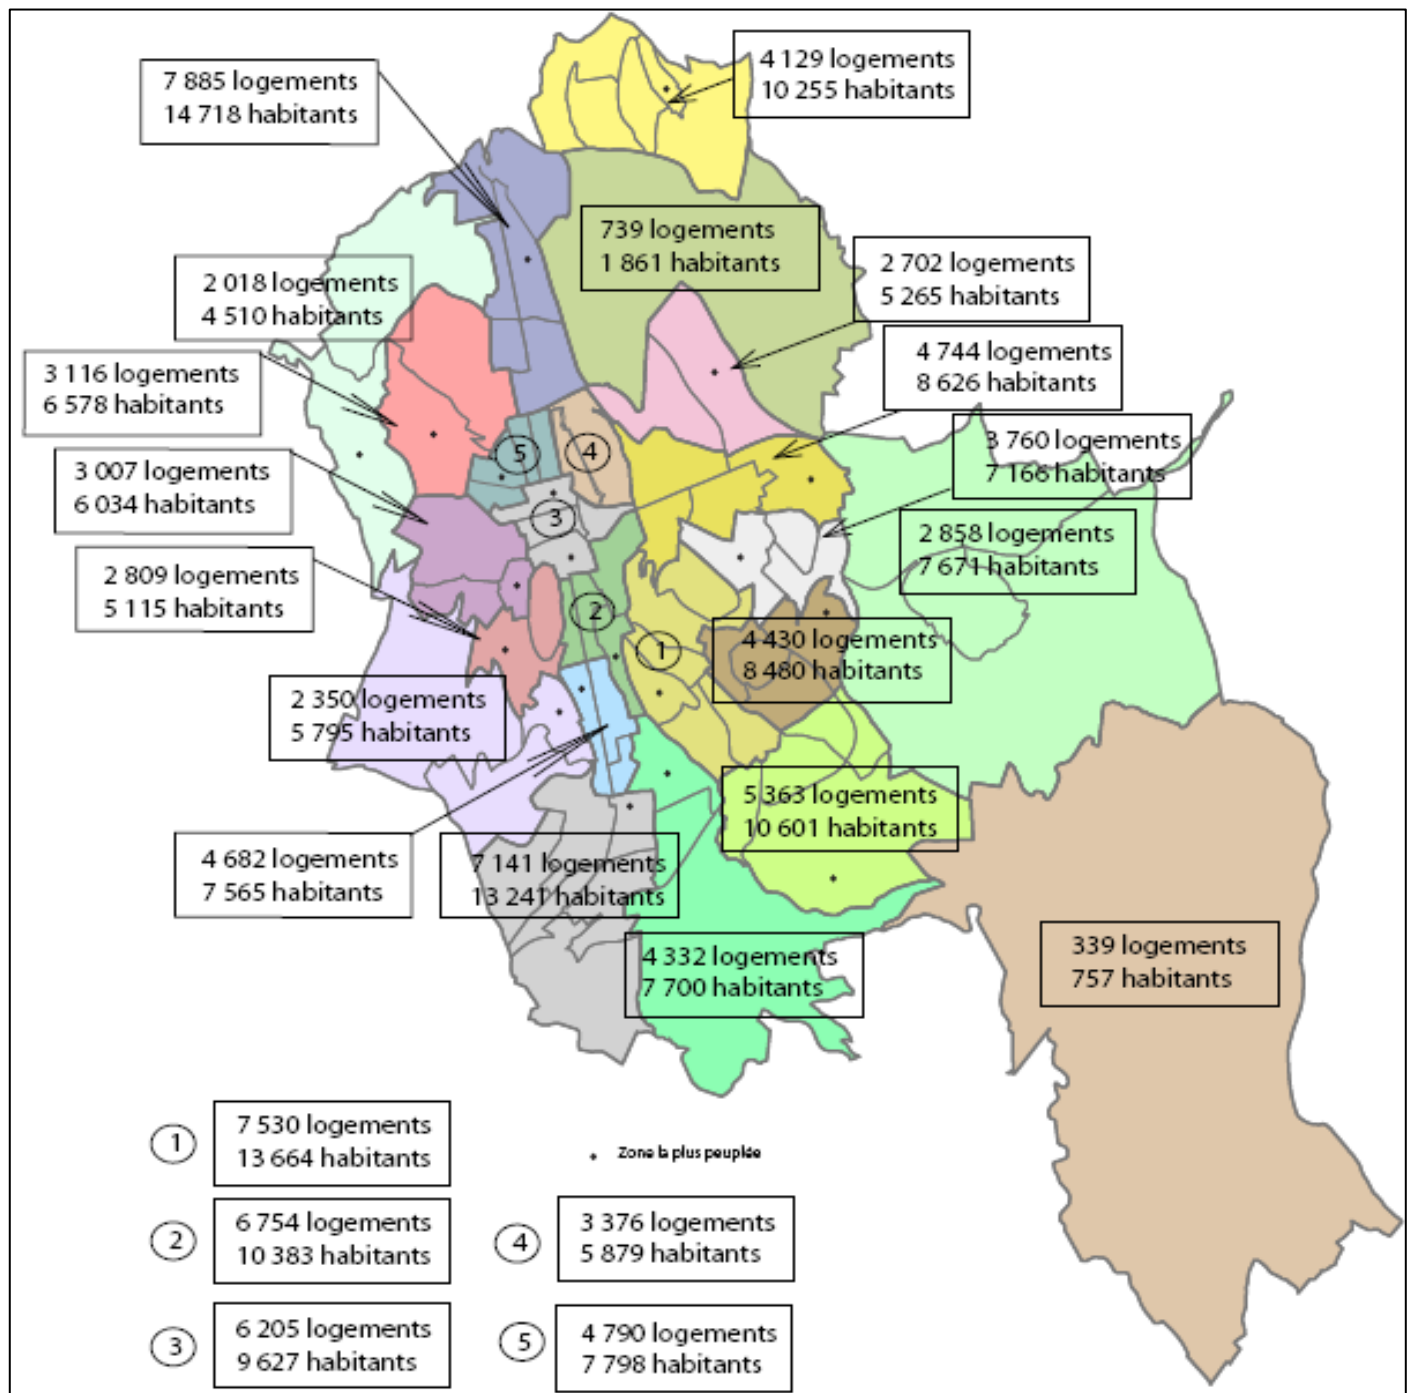 4 129 logements
10 255 habitants
7 885 logements
14 718 habitants
739 logements
1 861 habitants
2 702 logements
5 265 habitants
2 018 logements
4 510 habitants
4 744 logements
8 626 habitants
3 116 logements
6 578 habitants
3 760 logements
7 166 habitants
5
4
3 007 logements
6 034 habitants
3
2 858 logements
7 671 habitants
2 809 logements
5 115 habitants
2
1
4 430 logements
8 480 habitants
2 350 logements
5 795 habitants
5 363 logements
10 601 habitants
4 682 logements
7 565 habitants
7 141 logements
13 241 habitants
4 332 logements
7 700 habitants
339 logements
757 habitants
1
7 530 logements
13 664 habitants
Zone la plus peuplée
2
6 754 logements
10 383 habitants
4
3 376 logements
5 879 habitants
3
6 205 logements
9 627 habitants
5
4 790 logements
7 798 habitants